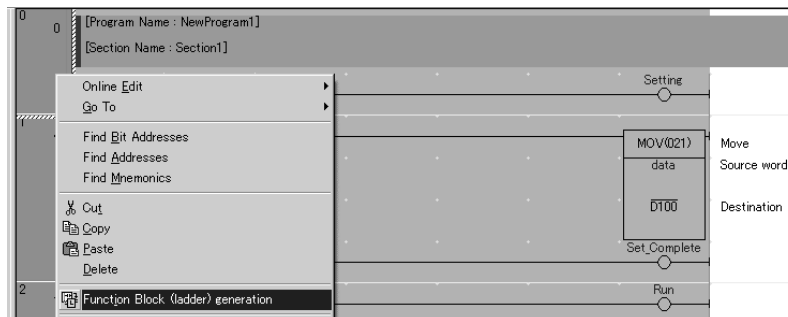 0
0
[Program Name : NewProgram1]
[Section Name : Section1]
Setting
Online Edit
Go To
Find Bit Addresses
Find Addresses
Find Mnemonics
Cut
Copy
Paste
Delete
Function Block (ladder) generation
1
MOV(021)
Move
data
Source word
D100
Destination
Set_Complete
2
Run